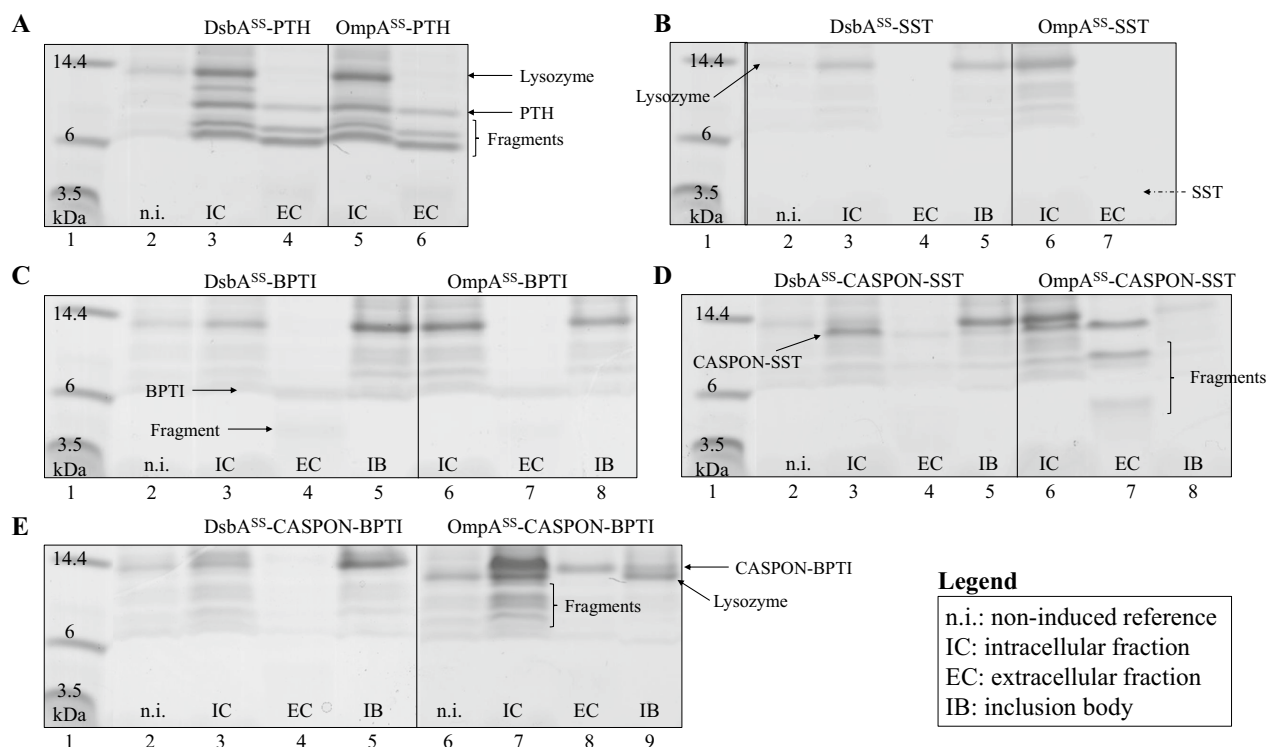 A
DsbA^SS-PTH OmpA^SS-PTH
14.4
6
3.5
kDa
n.i. IC EC IC EC
1 2 3 4 5 6
Lysozyme
PTH
Fragments
B
DsbA^SS-SST OmpA^SS-SST
14.4
Lysozyme
6
3.5
kDa
n.i. IC EC IB IC EC
1 2 3 4 5 6 7
SST
C
DsbA^SS-BPTI OmpA^SS-BPTI
14.4
6
BPTI
Fragment
3.5
kDa
n.i. IC EC IB IC EC IB
1 2 3 4 5 6 7 8
D
DsbA^SS-CASPON-SST OmpA^SS-CASPON-SST
14.4
CASPON-SST
6
Fragments
3.5
kDa
n.i. IC EC IB IC EC IB
1 2 3 4 5 6 7 8
E
DsbA^SS-CASPON-BPTI OmpA^SS-CASPON-BPTI
14.4
6
3.5
kDa
n.i. IC EC IB n.i. IC EC IB
1 2 3 4 5 6 7 8 9
CASPON-BPTI
Lysozyme
Fragments
Legend
n.i.: non-induced reference
IC: intracellular fraction
EC: extracellular fraction
IB: inclusion body